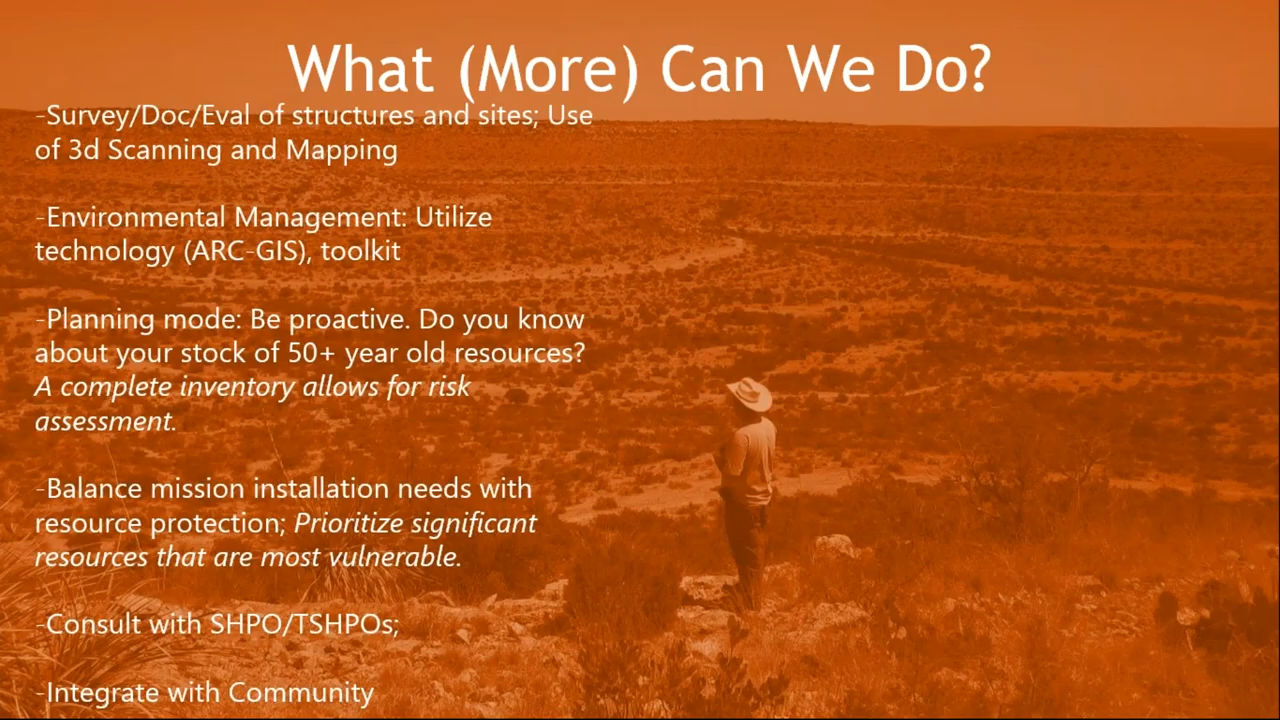 What (More) Can We Do?
-Survey/Doc/Eval of structures and sites; Use
of 3d Scanning and Mapping
-Environmental Management: Utilize
technology (ARC-GIS), toolkit
-Planning mode: Be proactive. Do you know
about your stock of 50+ year old resources?
A complete inventory allows for risk
assessment.
-Balance mission installation needs with
resource protection; Prioritize significant
resources that are most vulnerable.
-Consult with SHPO/TSHPOs;
-Integrate with Community